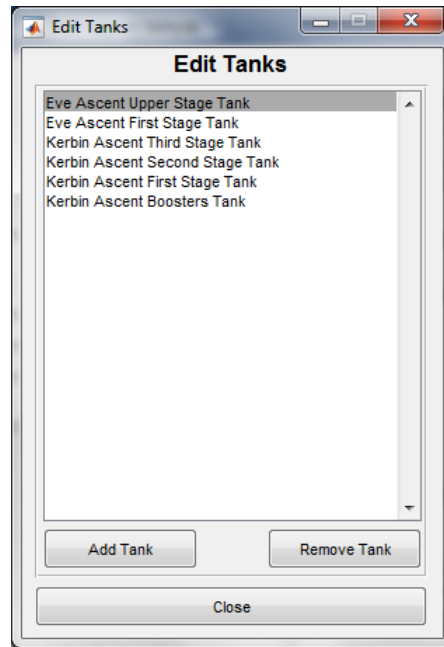 Edit Tanks
Edit Tanks
Eve Ascent Upper Stage Tank
Eve Ascent First Stage Tank
Kerbin Ascent Third Stage Tank
Kerbin Ascent Second Stage Tank
Kerbin Ascent First Stage Tank
Kerbin Ascent Boosters Tank
Add Tank
Remove Tank
Close